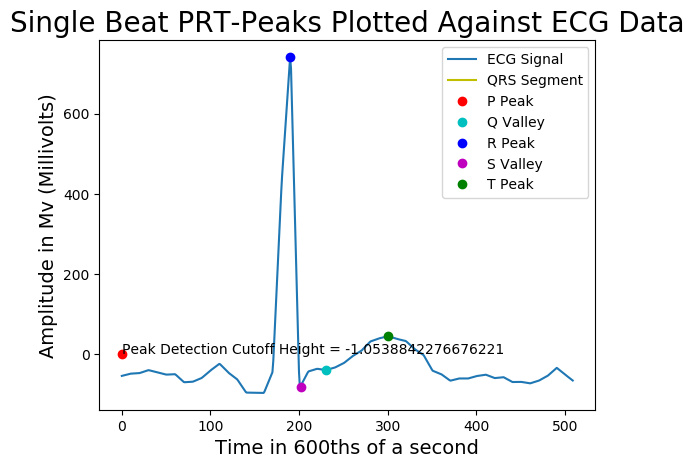 Single Beat PRT-Peaks Plotted Against ECG Data
ECG Signal
QRS Segment
P Peak
Q Valley
R Peak
S Valley
T Peak
Amplitude in Mv (Millivolts)
600
400
200
0
Peak Detection Cutoff Height = -1.0538842276676221
0 100 200 300 400 500
Time in 600ths of a second